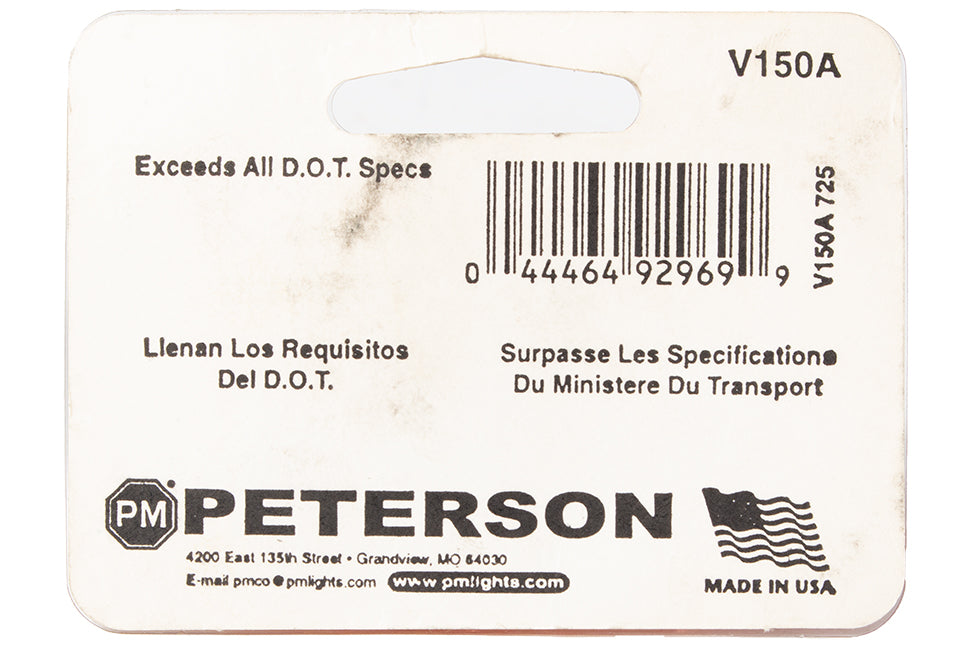 V150A
Exceeds All D.O.T. Specs
0 44464 92969 9
V150A 725
Llenan Los Requisitos
Del D.O.T.
Surpasse Les Specifications
Du Ministere Du Transport
PM PETERSON
4200 East 135th Street • Grandview, MO 64030
E-mail pmco@pmlights.com www.pmlights.com
MADE IN USA